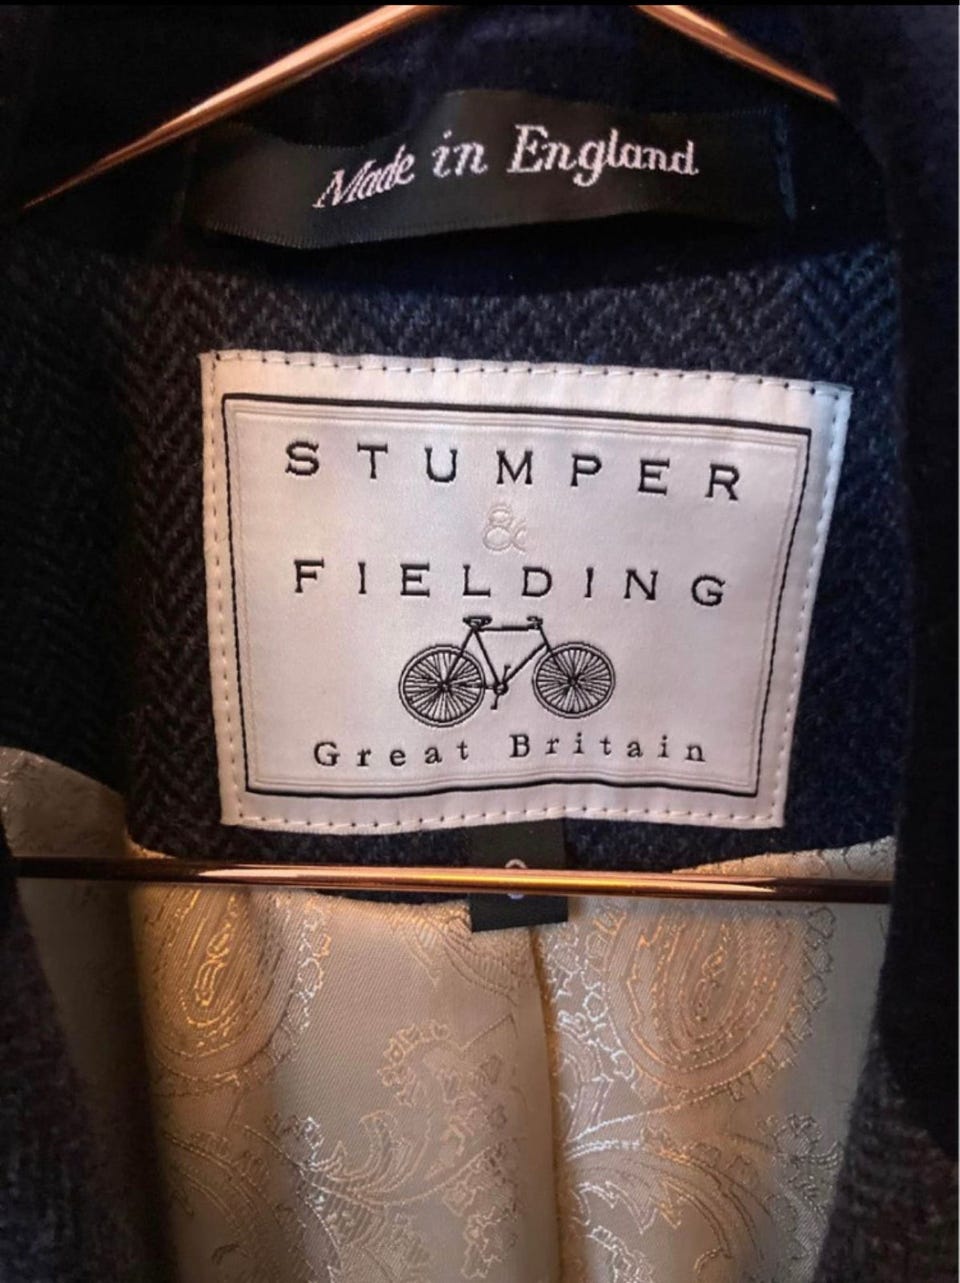 Made in England
STUMPER
&
FIELDING
Great Britain